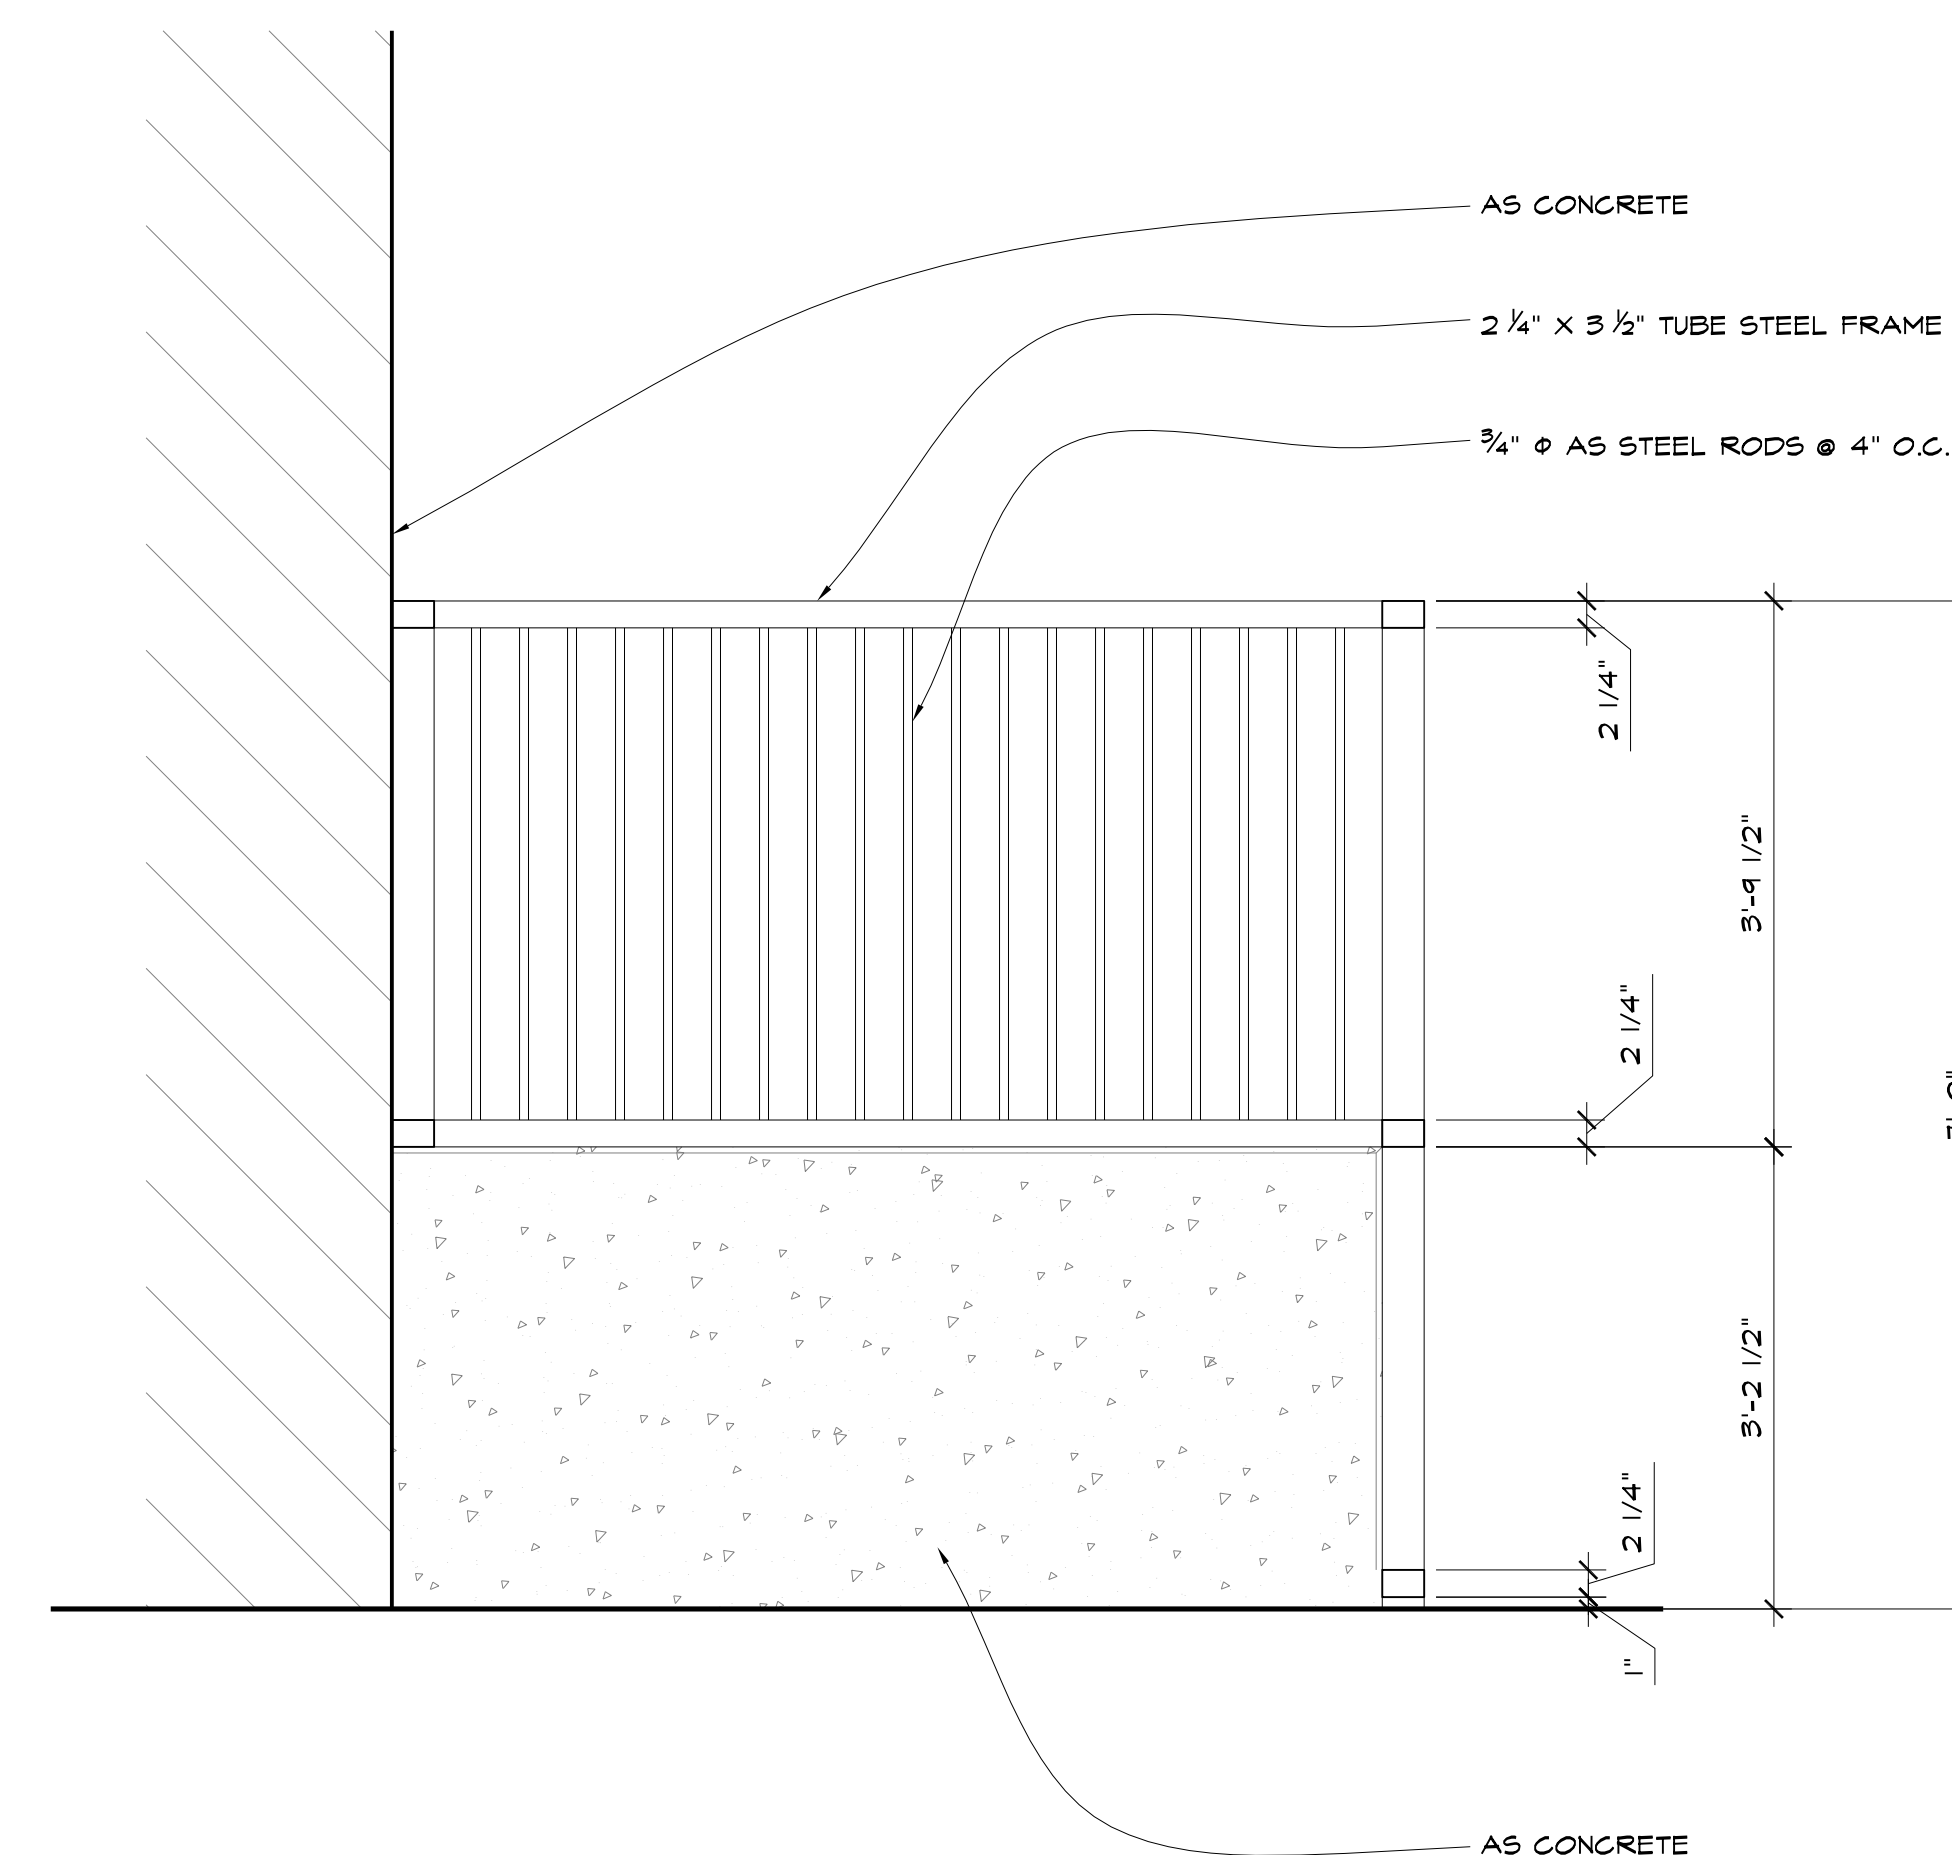 AS CONCRETE
2 ¼" X 3 ½" TUBE STEEL FRAME
¾" Φ AS STEEL RODS @ 4" O.C.
2 1/4"
3'-9 1/2"
2 1/4"
3'-2 1/2"
2 1/4"
1"
AS CONCRETE